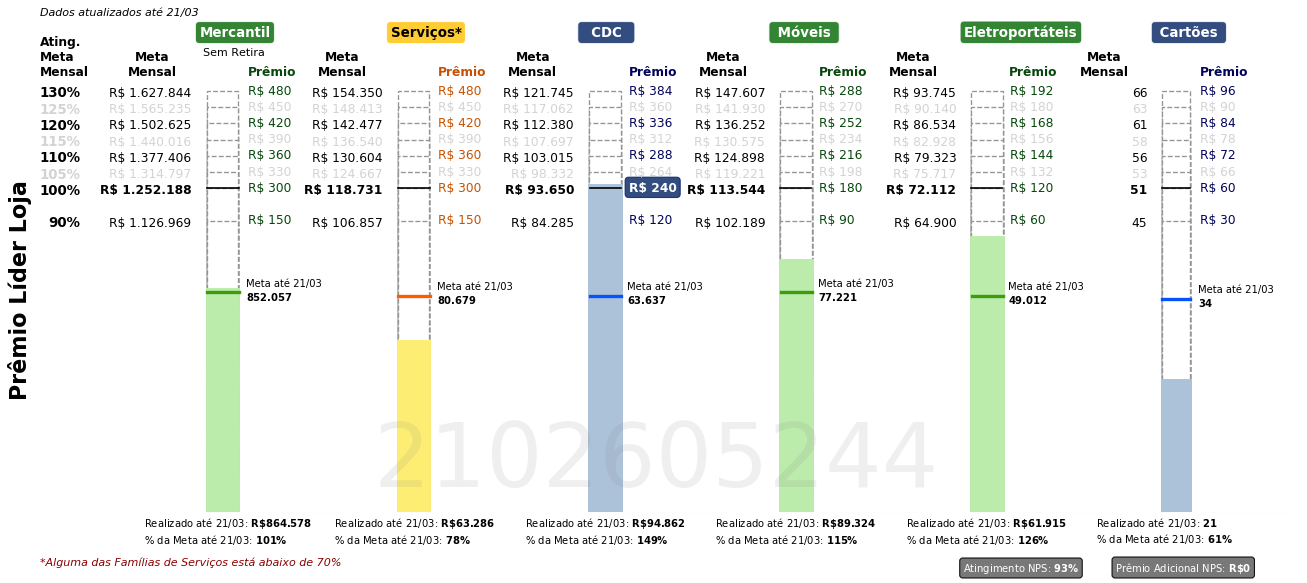 Dados atualizados até 21/03
Mercantil Serviços* CDC Móveis Eletroportáteis Cartões
Sem Retira
Ating. Meta Mensal
Meta Mensal Prêmio Meta Mensal Prêmio Meta Mensal Prêmio Meta Mensal Prêmio Meta Mensal Prêmio Meta Mensal Prêmio
130% R$ 1.627.844 R$ 480 R$ 154.350 R$ 480 R$ 121.745 R$ 384 R$ 147.607 R$ 288 R$ 93.745 R$ 192 66 R$ 96
125% R$ 1.565.235 R$ 450 R$ 148.413 R$ 450 R$ 117.062 R$ 360 R$ 141.930 R$ 270 R$ 90.140 R$ 180 63 R$ 90
120% R$ 1.502.625 R$ 420 R$ 142.477 R$ 420 R$ 112.380 R$ 336 R$ 136.252 R$ 252 R$ 86.534 R$ 168 61 R$ 84
115% R$ 1.440.016 R$ 390 R$ 136.540 R$ 390 R$ 107.697 R$ 312 R$ 130.575 R$ 234 R$ 82.928 R$ 156 58 R$ 78
110% R$ 1.377.406 R$ 360 R$ 130.604 R$ 360 R$ 103.015 R$ 288 R$ 124.898 R$ 216 R$ 79.323 R$ 144 56 R$ 72
105% R$ 1.314.797 R$ 330 R$ 124.667 R$ 330 R$ 98.332 R$ 264 R$ 119.221 R$ 198 R$ 75.717 R$ 132 53 R$ 66
100% R$ 1.252.188 R$ 300 R$ 118.731 R$ 300 R$ 93.650 R$ 240 R$ 113.544 R$ 180 R$ 72.112 R$ 120 51 R$ 60
90% R$ 1.126.969 R$ 150 R$ 106.857 R$ 150 R$ 84.285 R$ 120 R$ 102.189 R$ 90 R$ 64.900 R$ 60 45 R$ 30
Prêmio Líder Loja
Meta até 21/03 Meta até 21/03 Meta até 21/03 Meta até 21/03 Meta até 21/03 Meta até 21/03
852.057 80.679 63.637 77.221 49.012 34
2102605244
Realizado até 21/03: R$864.578 Realizado até 21/03: R$63.286 Realizado até 21/03: R$94.862 Realizado até 21/03: R$89.324 Realizado até 21/03: R$61.915 Realizado até 21/03: 21
% da Meta até 21/03: 101% % da Meta até 21/03: 78% % da Meta até 21/03: 149% % da Meta até 21/03: 115% % da Meta até 21/03: 126% % da Meta até 21/03: 61%
*Alguma das Famílias de Serviços está abaixo de 70%
Atingimento NPS: 93% Prêmio Adicional NPS: R$0